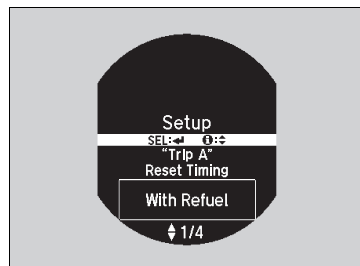 Setup
SEL:↵ ℹ:⬍
“Trip A”
Reset Timing
With Refuel
⬍ 1/4